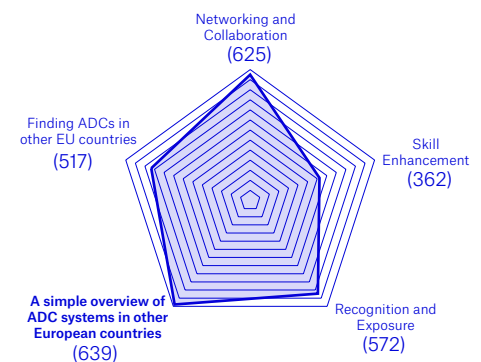 Networking and
Collaboration
(625)
Finding ADCs in
other EU countries
(517)
Skill
Enhancement
(362)
A simple overview of
ADC systems in other
European countries
(639)
Recognition and
Exposure
(572)